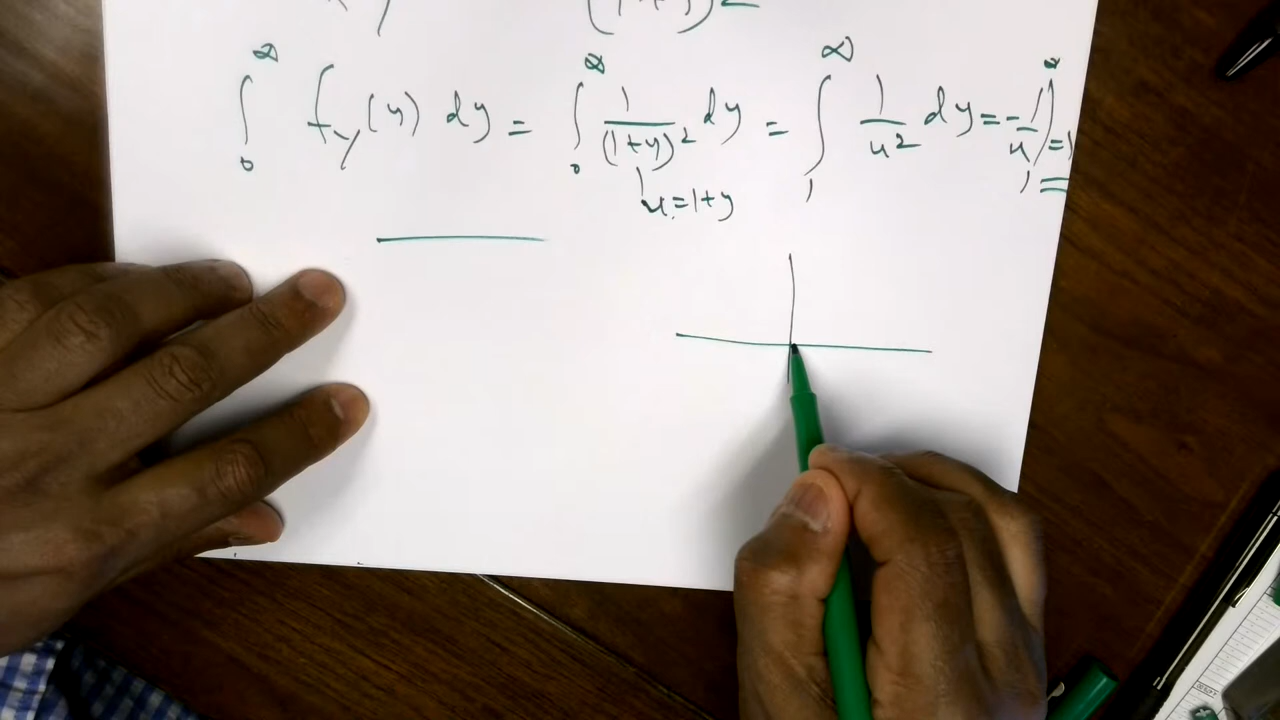 ∫₀^∞ f_Y(y) dy = ∫₀^∞ 1/(1+y)² dy = ∫₁^∞ 1/u² dy = -1/u |₁^∞ = 1
u = 1+y